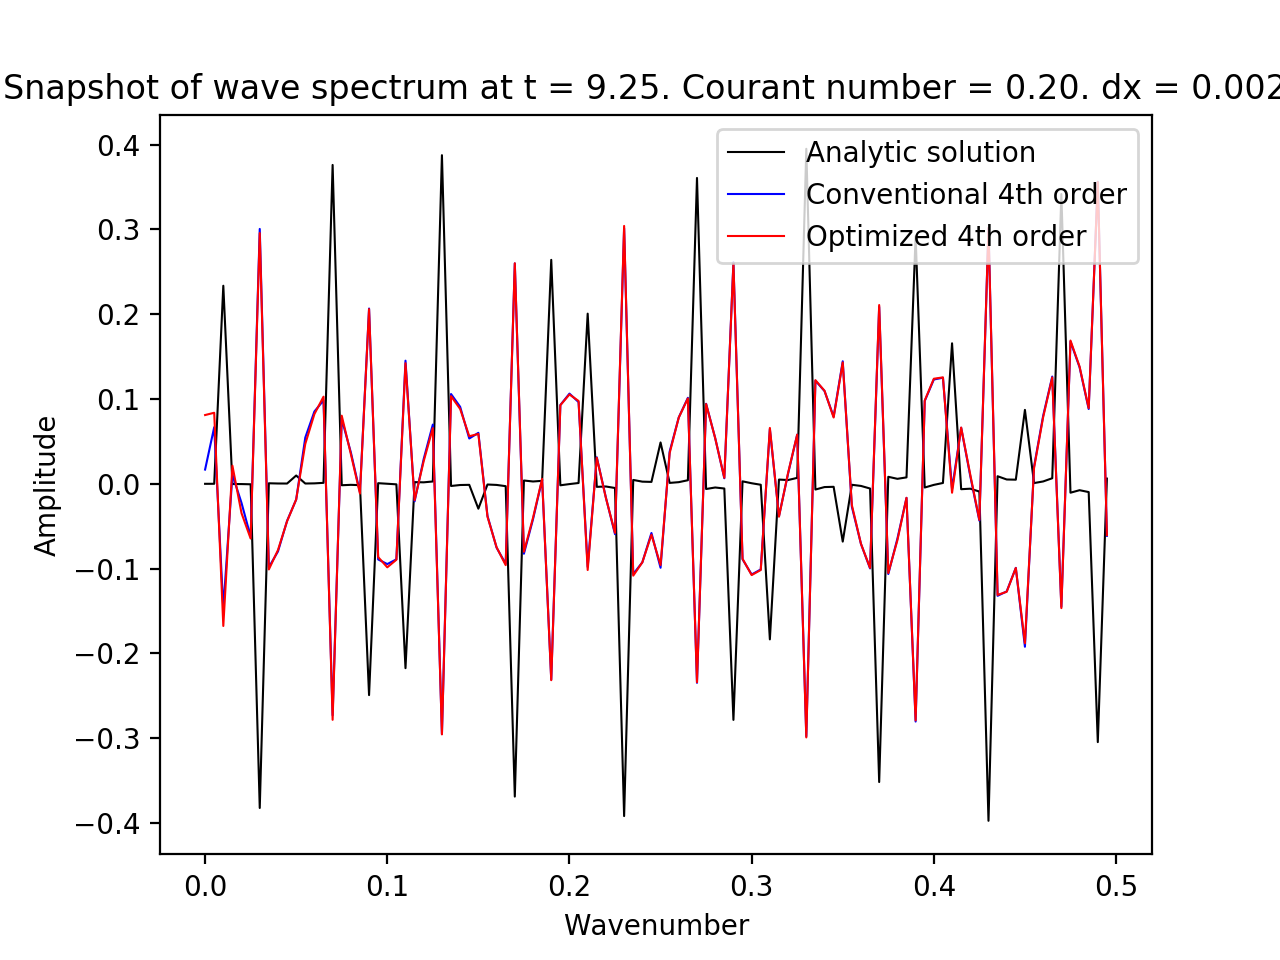 Snapshot of wave spectrum at t = 9.25. Courant number = 0.20. dx = 0.002
Analytic solution
Conventional 4th order
Optimized 4th order
Amplitude
0.4
0.3
0.2
0.1
0.0
−0.1
−0.2
−0.3
−0.4
0.0 0.1 0.2 0.3 0.4 0.5
Wavenumber